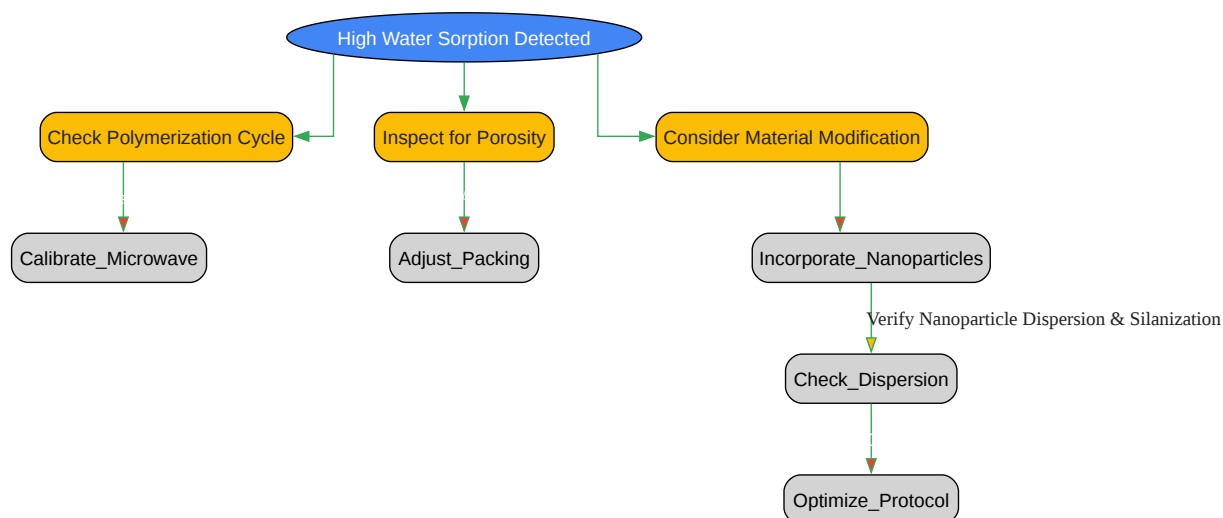 High Water Sorption Detected
Check Polymerization Cycle
Inspect for Porosity
Consider Material Modification
Calibrate_Microwave
Adjust_Packing
Incorporate_Nanoparticles
Verify Nanoparticle Dispersion & Silanization
Check_Dispersion
Optimize_Protocol